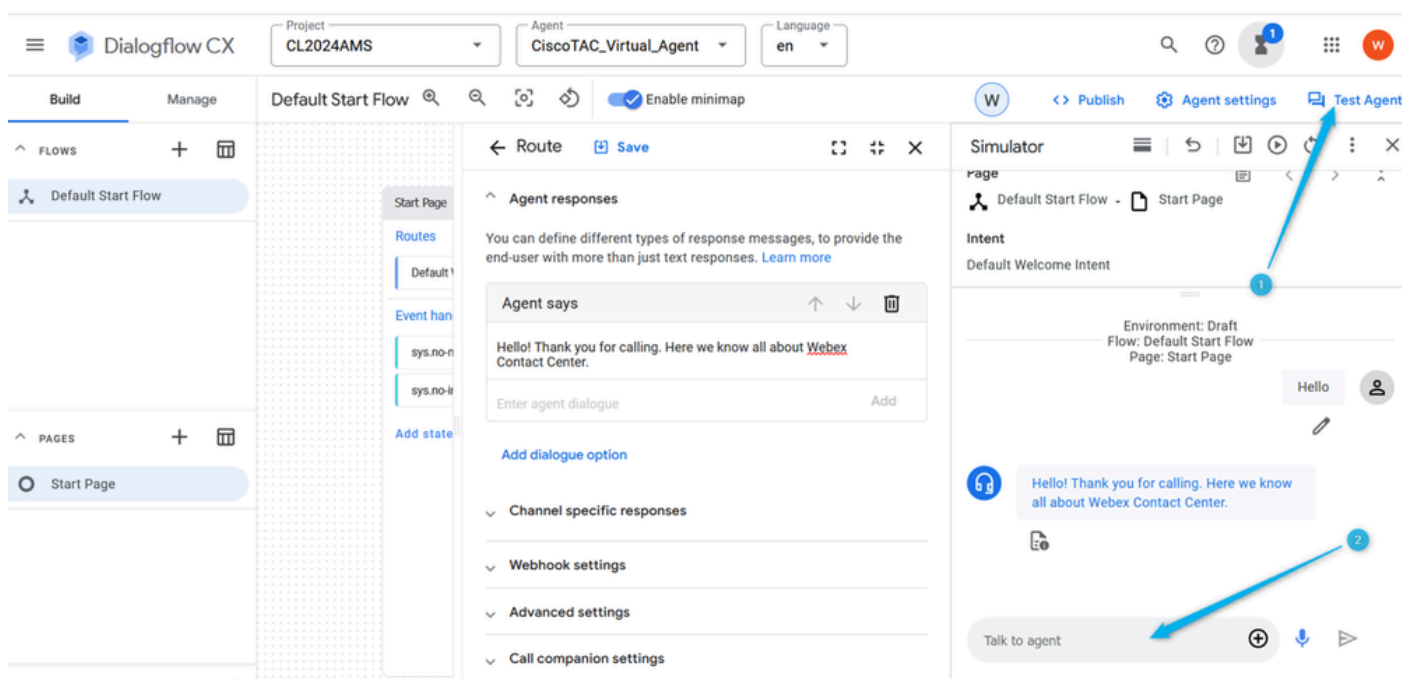 Dialogflow CX
Project
CL2024AMS
Agent
CiscoTAC_Virtual_Agent
Language
en
1
W
Build
Manage
Default Start Flow
Enable minimap
W
Publish
Agent settings
Test Agent
FLOWS
Default Start Flow
PAGES
Start Page
Start Page
Routes
Default
Event han
sys.no-
sys.no-
Add state
Route
Save
Agent responses
You can define different types of response messages, to provide the
end-user with more than just text responses. Learn more
Agent says
Hello! Thank you for calling. Here we know all about Webex
Contact Center.
Enter agent dialogue
Add
Add dialogue option
Channel specific responses
Webhook settings
Advanced settings
Call companion settings
Simulator
Page
Default Start Flow - Start Page
Intent
Default Welcome Intent
1
Environment: Draft
Flow: Default Start Flow
Page: Start Page
Hello
Hello! Thank you for calling. Here we know
all about Webex Contact Center.
2
Talk to agent